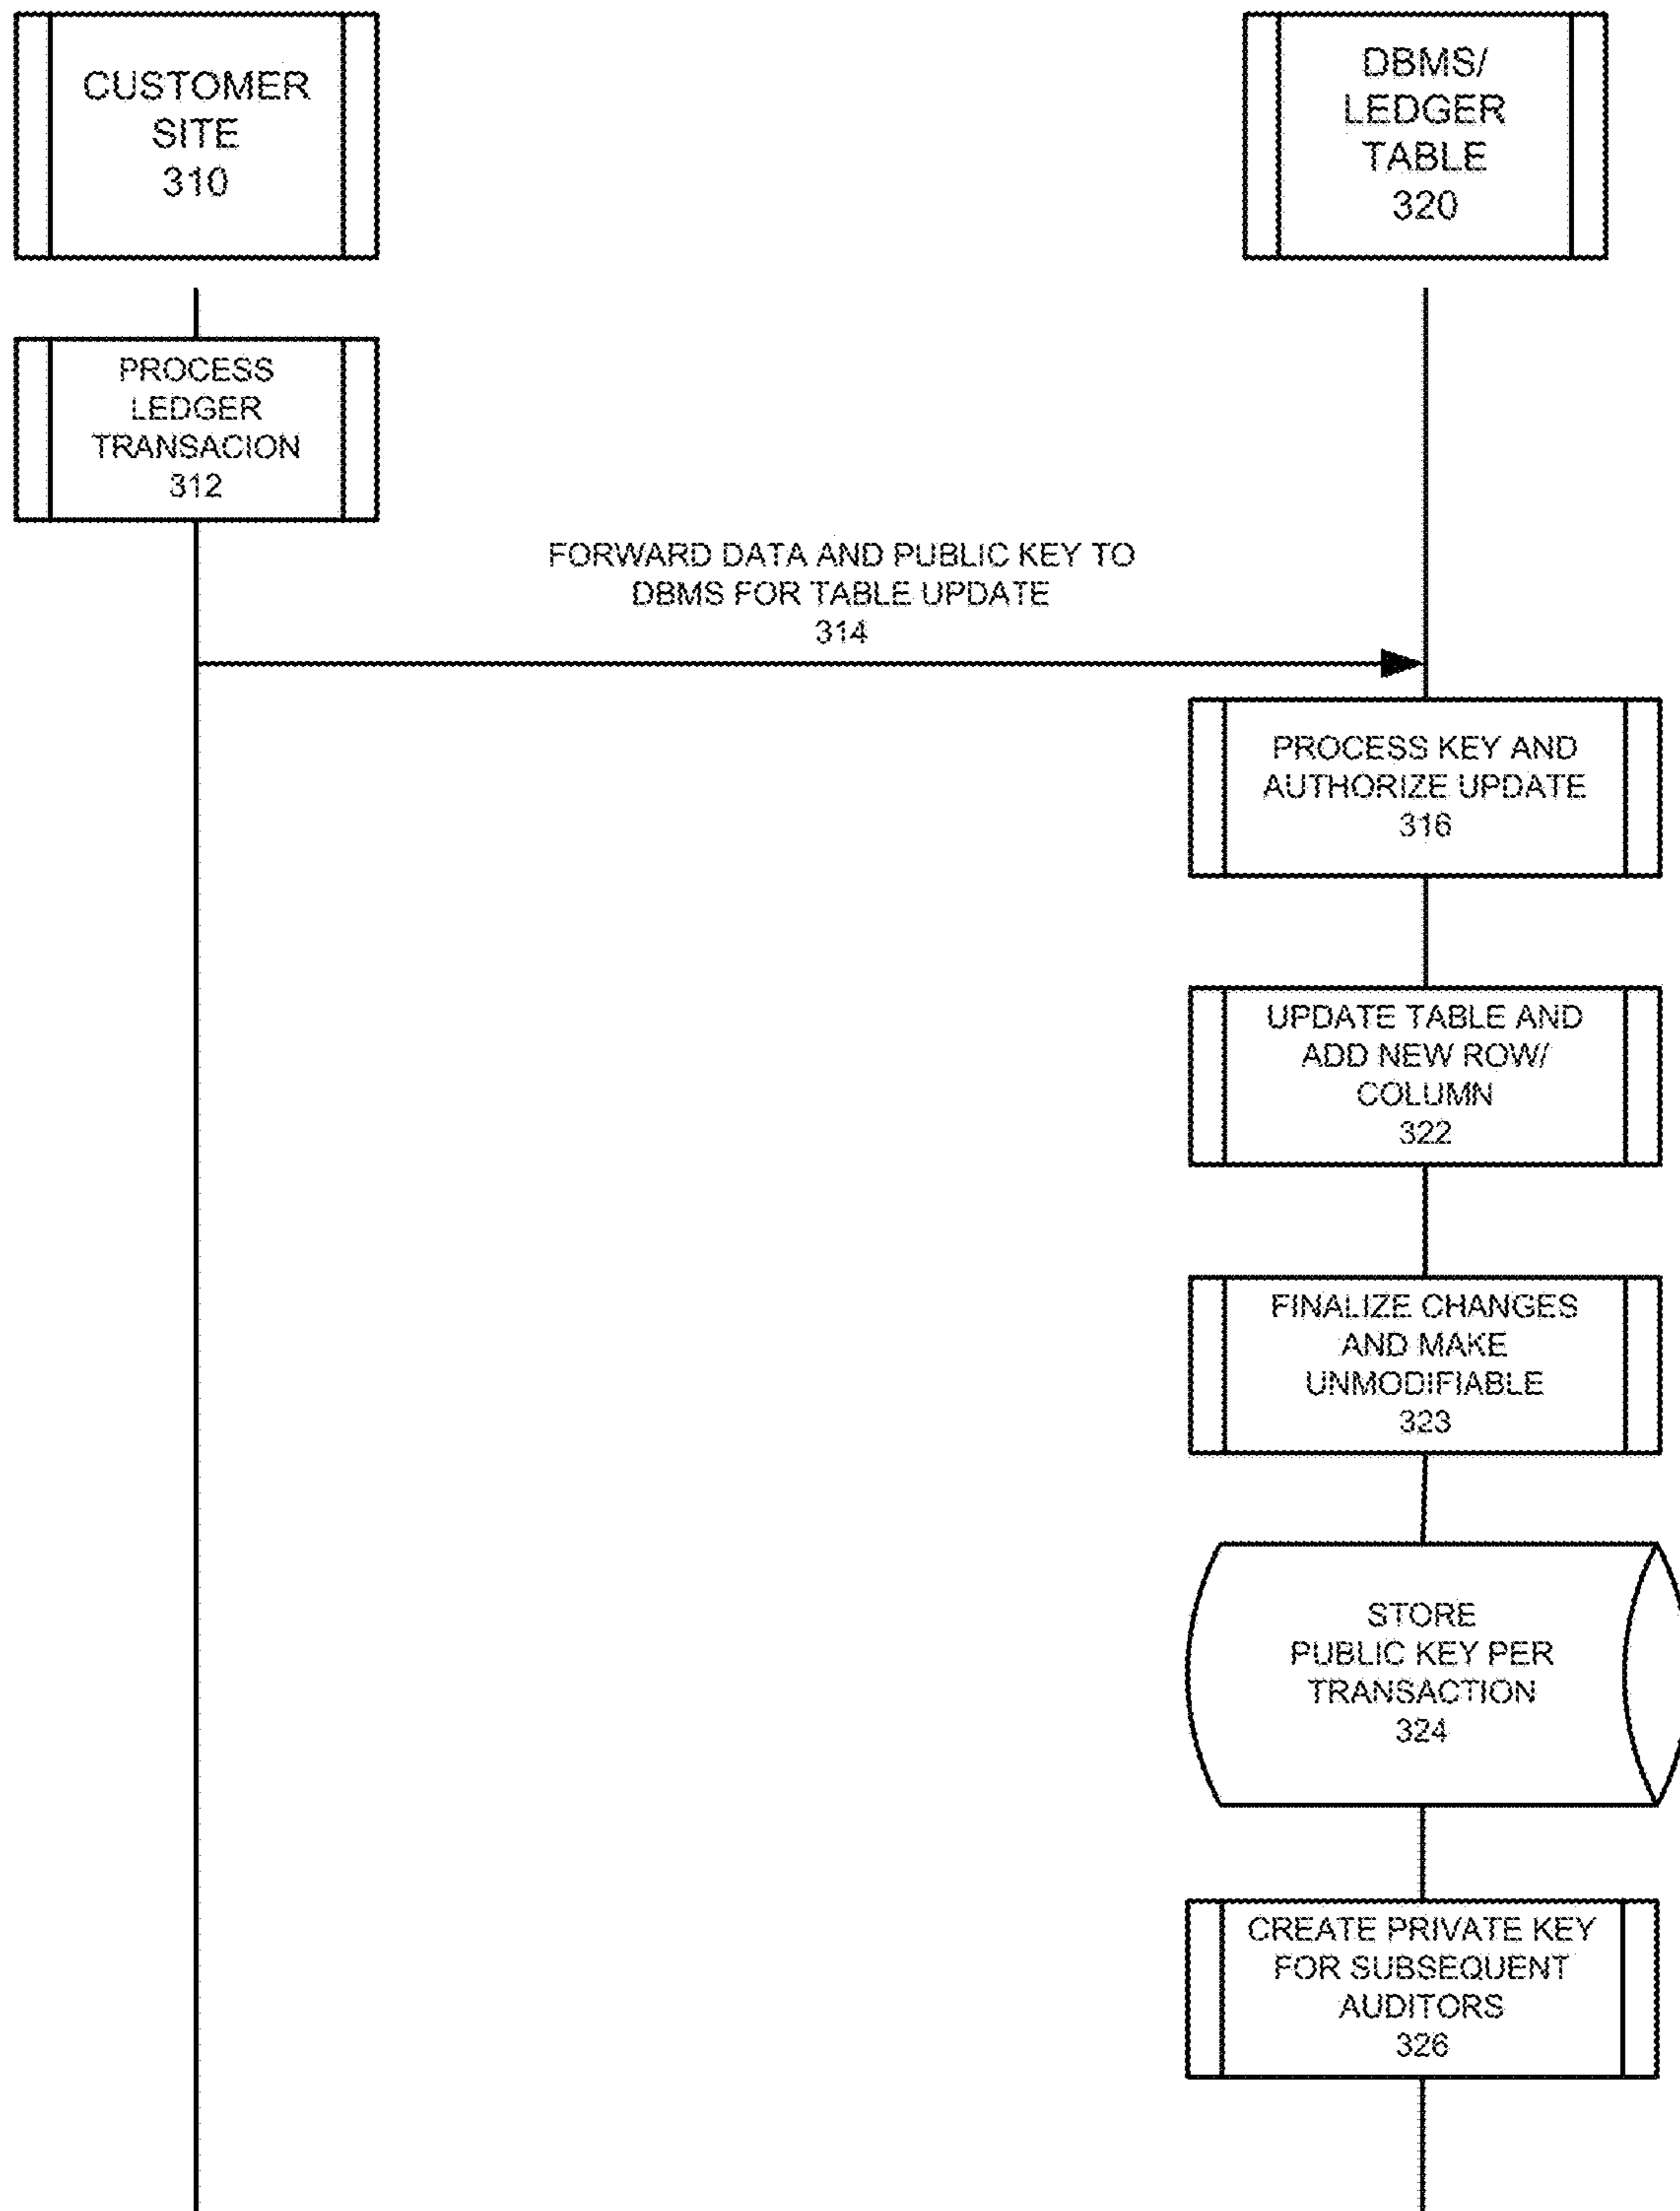 CUSTOMER
SITE
310
DBMS/
LEDGER
TABLE
320
PROCESS
LEDGER
TRANSACION
312
FORWARD DATA AND PUBLIC KEY TO
DBMS FOR TABLE UPDATE
314
PROCESS KEY AND
AUTHORIZE UPDATE
316
UPDATE TABLE AND
ADD NEW ROW/
COLUMN
322
FINALIZE CHANGES
AND MAKE
UNMODIFIABLE
323
STORE
PUBLIC KEY PER
TRANSACTION
324
CREATE PRIVATE KEY
FOR SUBSEQUENT
AUDITORS
326